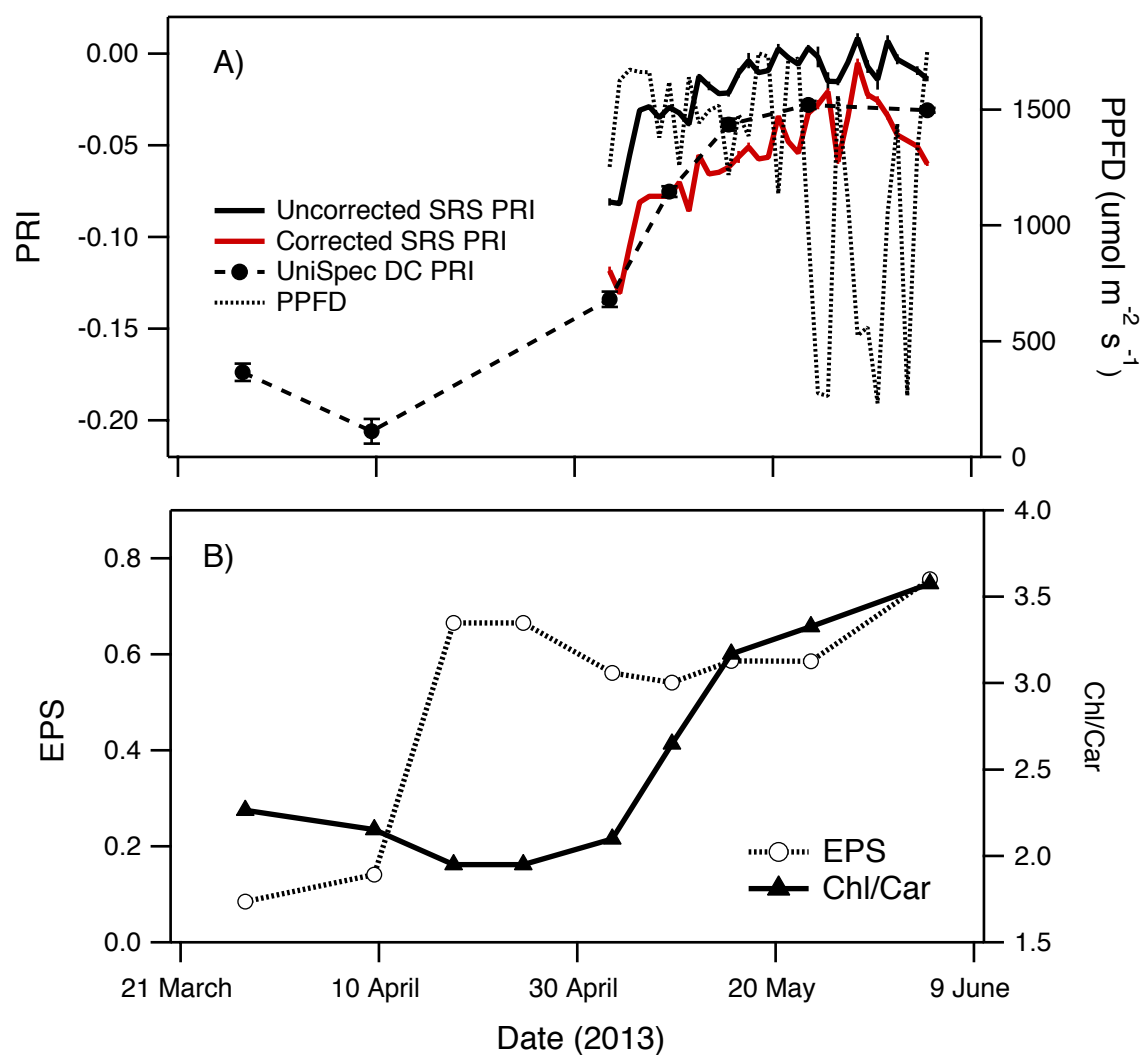 A)
0.00
-0.05
-0.10
-0.15
-0.20
PRI
Uncorrected SRS PRI
Corrected SRS PRI
UniSpec DC PRI
PPFD
1500
1000
500
0
PPFD (umol m-2 s-1)
B)
0.8
0.6
0.4
0.2
0.0
EPS
4.0
3.5
3.0
2.5
2.0
1.5
Chl/Car
EPS
Chl/Car
21 March
10 April
30 April
20 May
9 June
Date (2013)